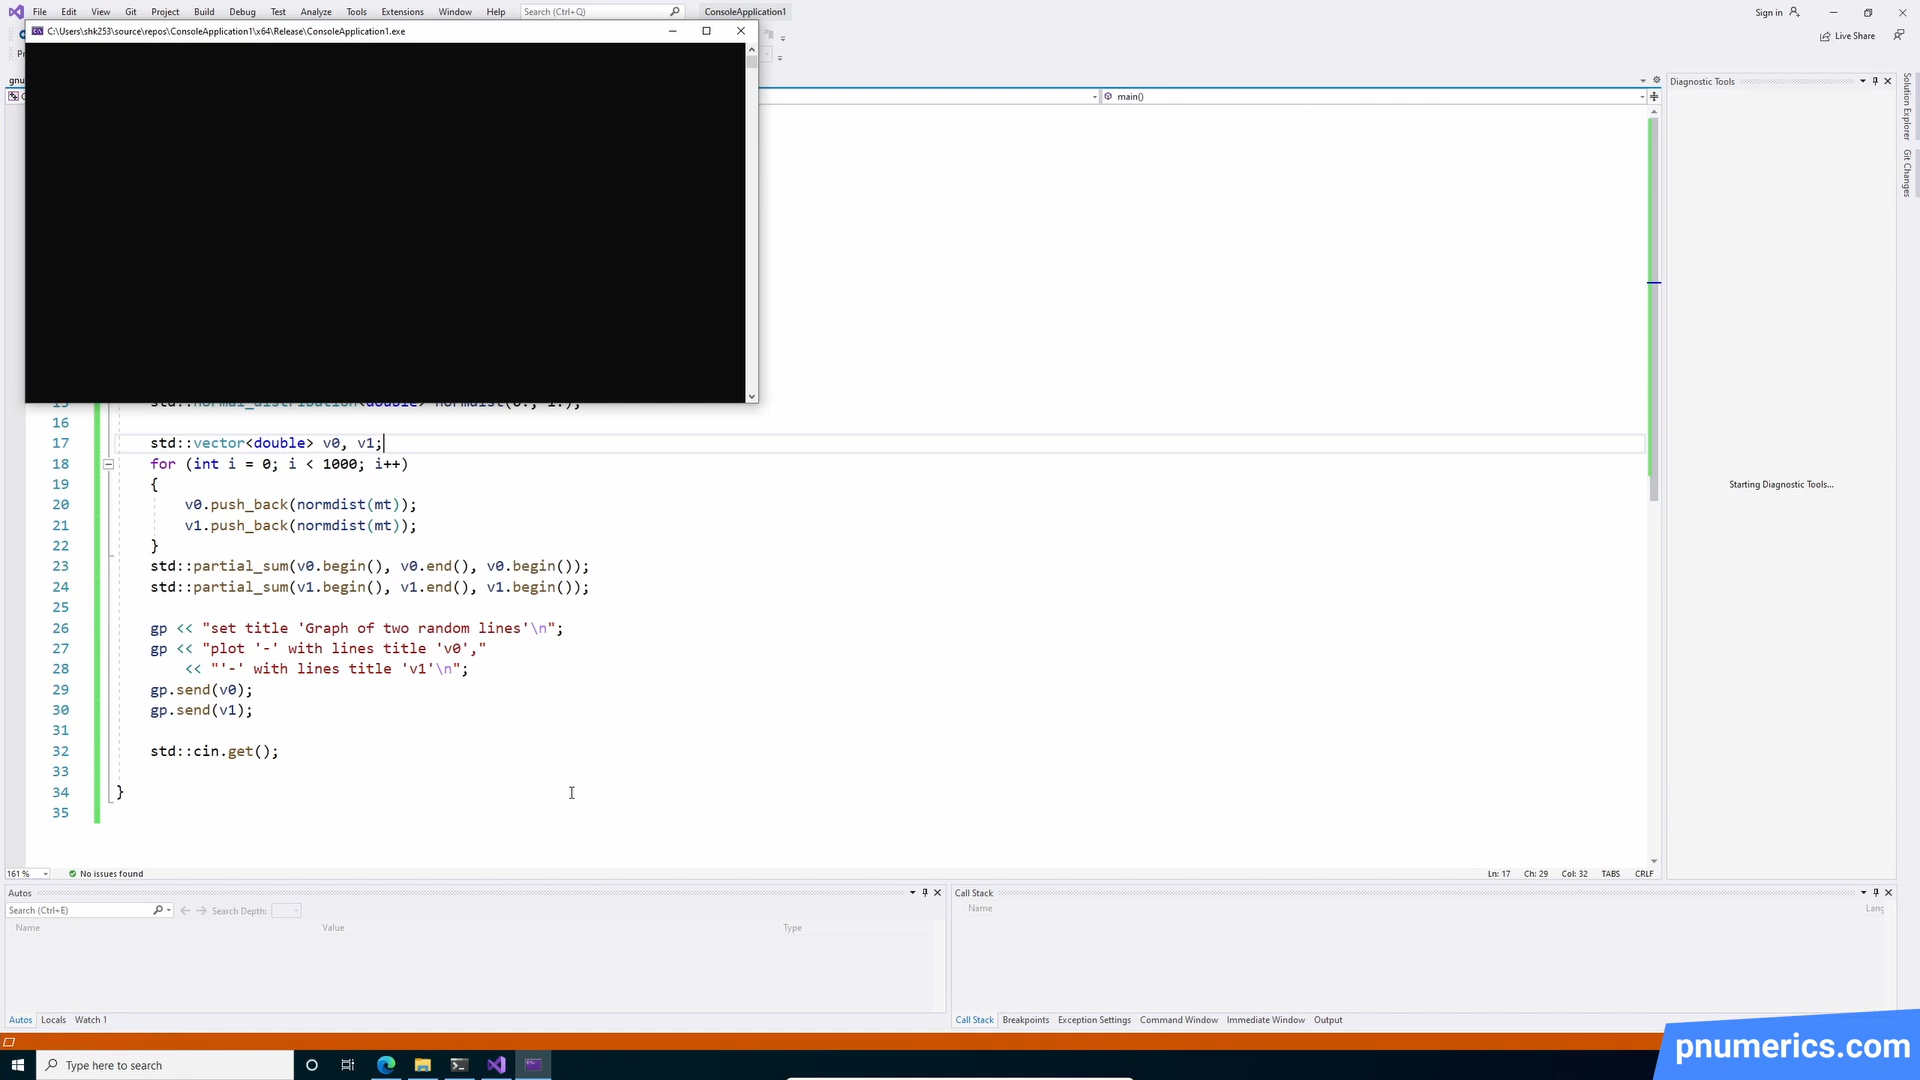 File Edit View Git Project Build Debug Test Analyze Tools Extensions Window Help Search (Ctrl+Q) ConsoleApplication1 Sign in
C:\Users\shk253\source\repos\ConsoleApplication1\x64\Release\ConsoleApplication1.exe
Live Share
Diagnostic Tools
main()
Solution Explorer
Git Changes
16
17 std::vector<double> v0, v1;
18 for (int i = 0; i < 1000; i++)
19 {
20 v0.push_back(normdist(mt));
21 v1.push_back(normdist(mt));
22 }
23 std::partial_sum(v0.begin(), v0.end(), v0.begin());
24 std::partial_sum(v1.begin(), v1.end(), v1.begin());
25
26 gp << "set title 'Graph of two random lines'\n";
27 gp << "plot '-' with lines title 'v0',"
28 << "'-' with lines title 'v1'\n";
29 gp.send(v0);
30 gp.send(v1);
31
32 std::cin.get();
33
34 }
35
Starting Diagnostic Tools...
161 % No issues found Ln: 17 Ch: 29 Col: 32 TABS CRLF
Autos
Search (Ctrl+E) Search Depth:
Name Value Type
Call Stack
Name Lang
Autos Locals Watch 1
Call Stack Breakpoints Exception Settings Command Window Immediate Window Output
Type here to search
pnumerics.com